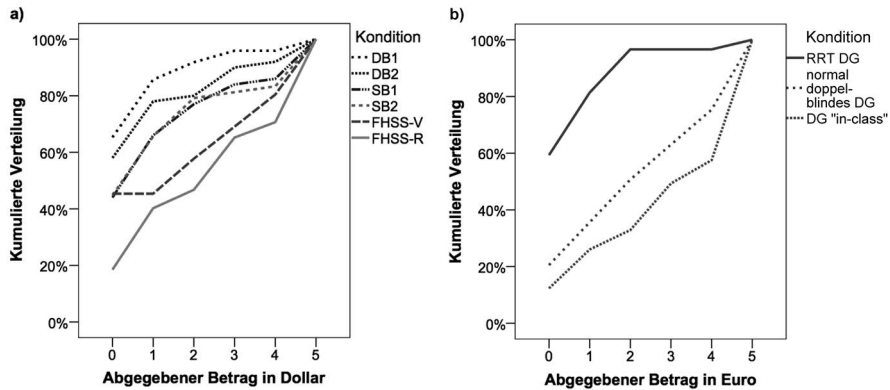 a)
Kumulierte Verteilung
100%
80%
60%
40%
20%
0%
0 1 2 3 4 5
Abgegebener Betrag in Dollar
Kondition
DB1
DB2
SB1
SB2
FHSS-V
FHSS-R
b)
Kumulierte Verteilung
100%
80%
60%
40%
20%
0%
0 1 2 3 4 5
Abgegebener Betrag in Euro
Kondition
RRT DG
normal
doppel-
blindes DG
DG "in-class"